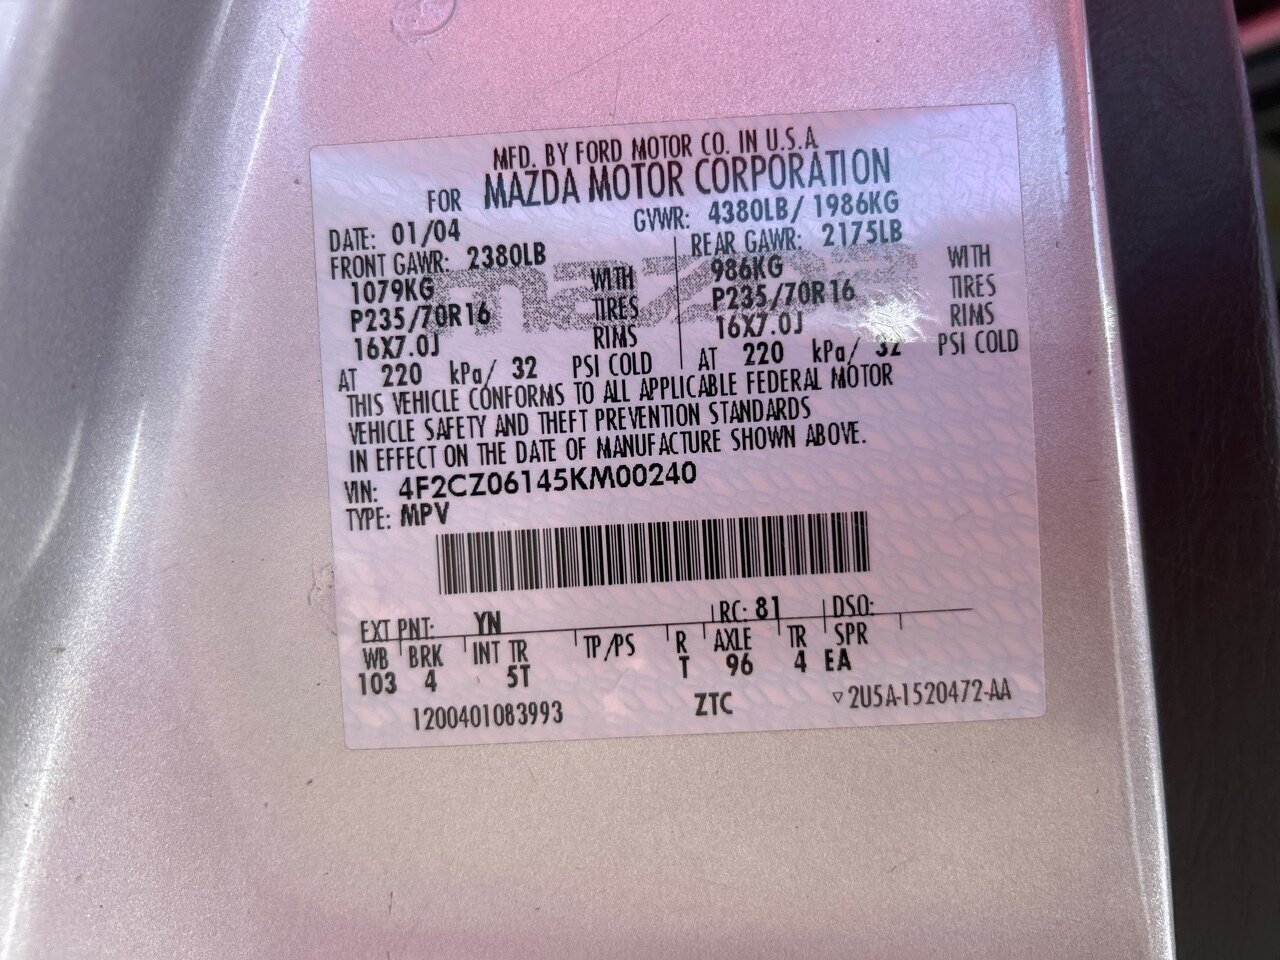 MFD. BY FORD MOTOR CO. IN U.S.A.
FOR MAZDA MOTOR CORPORATION
DATE: 01/04 GVWR: 4380LB/ 1986KG
FRONT GAWR: 2380LB REAR GAWR: 2175LB
1079KG WITH 986KG WITH
P235/70R16 TIRES P235/70R16 TIRES
16X7.0J RIMS 16X7.0J RIMS
AT 220 kPa/ 32 PSI COLD AT 220 kPa/ 32 PSI COLD
THIS VEHICLE CONFORMS TO ALL APPLICABLE FEDERAL MOTOR
VEHICLE SAFETY AND THEFT PREVENTION STANDARDS
IN EFFECT ON THE DATE OF MANUFACTURE SHOWN ABOVE.
VIN: 4F2CZ06145KM00240
TYPE: MPV
EXT PNT: YN RC: 81 DSO:
WB BRK INT TR TP/PS R AXLE TR SPR
103 4 5T T 96 4 EA
1200401083993 ZTC ▽2U5A-1520472-AA
mazda